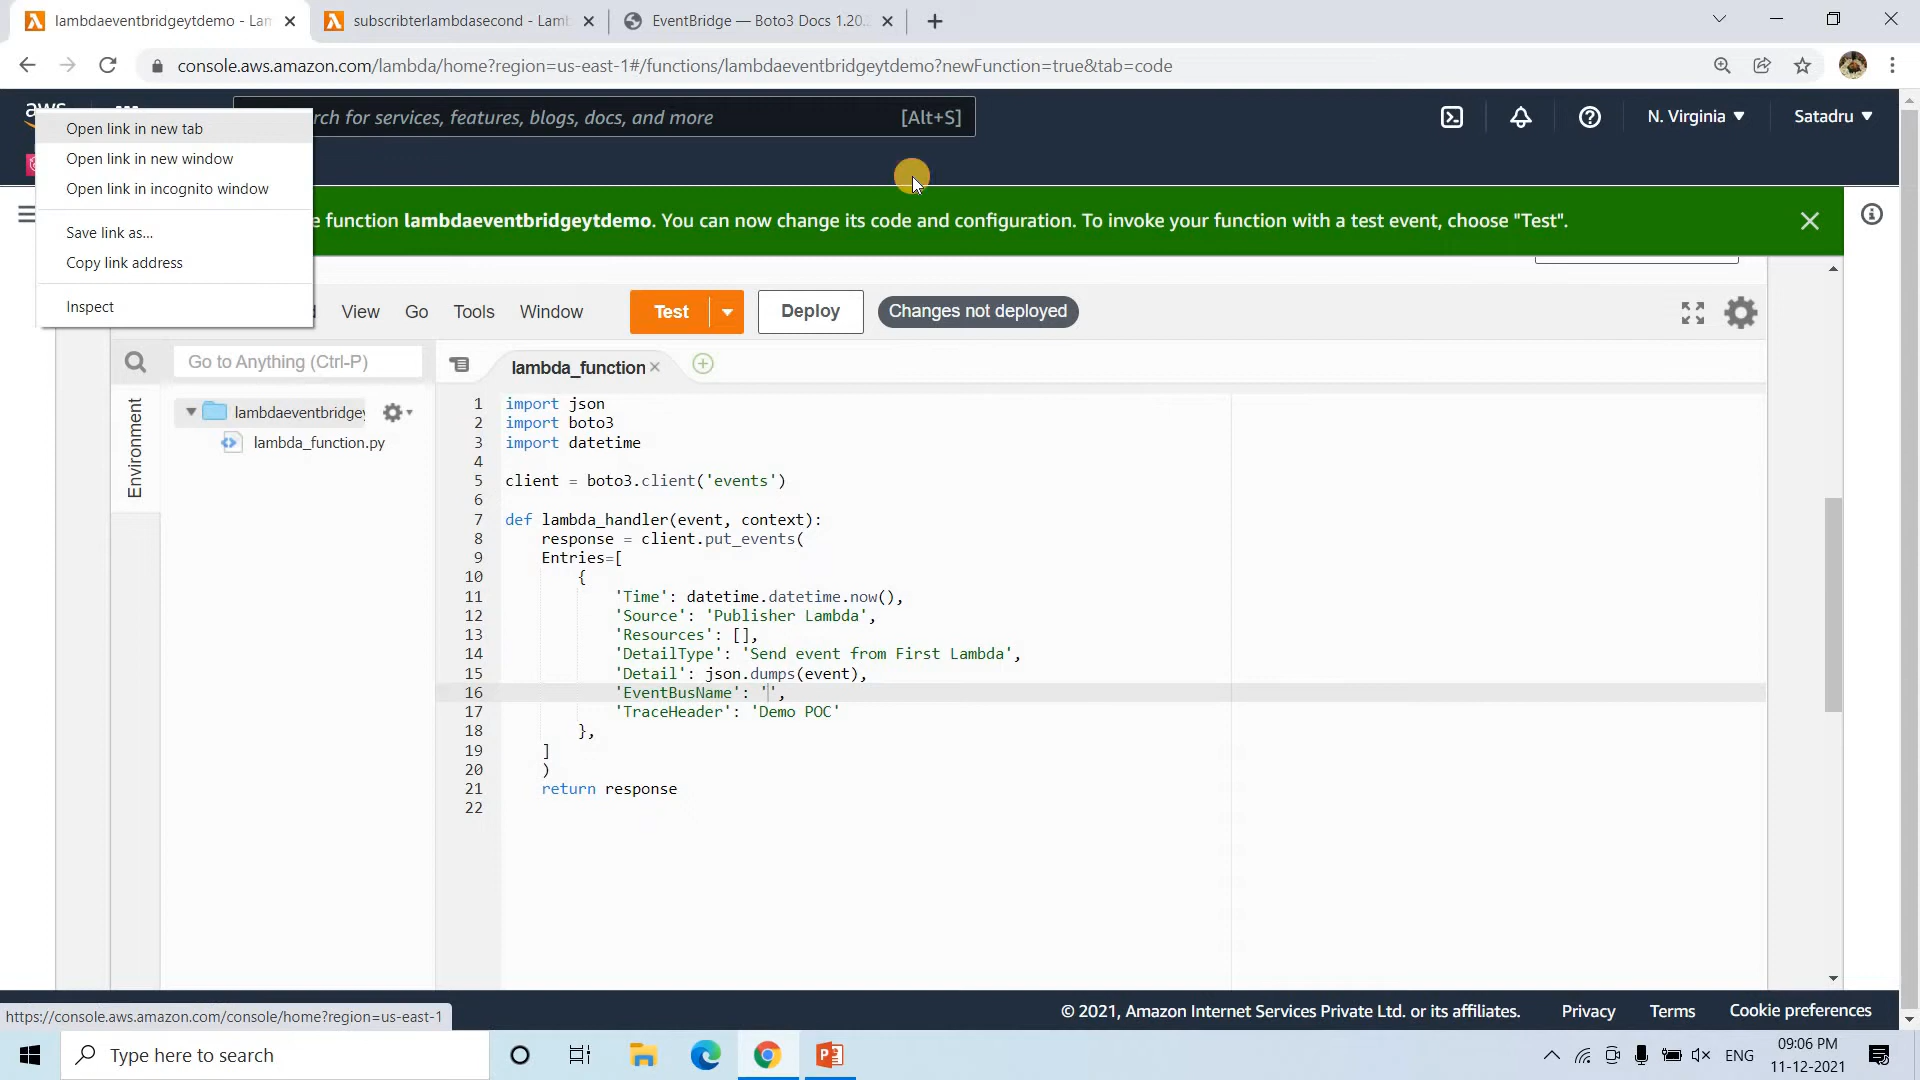 lambdaeventbridgeytdemo - Lan
subscribterlambdasecond - Lamb
EventBridge — Boto3 Docs 1.20.
console.aws.amazon.com/lambda/home?region=us-east-1#/functions/lambdaeventbridgeytdemo?newFunction=true&tab=code
aws
rch for services, features, blogs, docs, and more
[Alt+S]
N. Virginia
Satadru
Open link in new tab
Open link in new window
Open link in incognito window
Save link as...
Copy link address
Inspect
e function lambdaeventbridgeytdemo. You can now change its code and configuration. To invoke your function with a test event, choose "Test".
View Go Tools Window
Test
Deploy
Changes not deployed
Go to Anything (Ctrl-P)
lambda_function
Environment
lambdaeventbridgey
lambda_function.py
1 import json
2 import boto3
3 import datetime
4
5 client = boto3.client('events')
6
7 def lambda_handler(event, context):
8 response = client.put_events(
9 Entries=[
10 {
11 'Time': datetime.datetime.now(),
12 'Source': 'Publisher Lambda',
13 'Resources': [],
14 'DetailType': 'Send event from First Lambda',
15 'Detail': json.dumps(event),
16 'EventBusName': '',
17 'TraceHeader': 'Demo POC'
18 },
19 ]
20 )
21 return response
22
https://console.aws.amazon.com/console/home?region=us-east-1
© 2021, Amazon Internet Services Private Ltd. or its affiliates.
Privacy
Terms
Cookie preferences
Type here to search
ENG
09:06 PM
11-12-2021